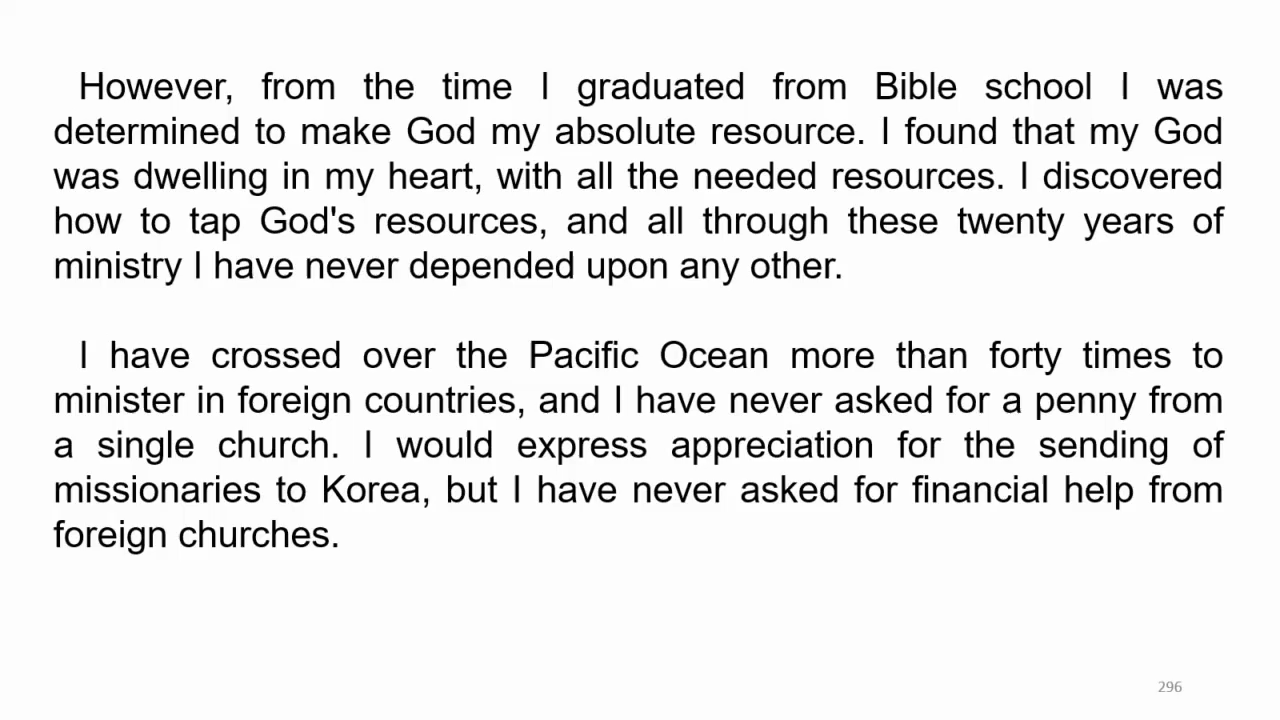 However, from the time I graduated from Bible school I was
determined to make God my absolute resource. I found that my God
was dwelling in my heart, with all the needed resources. I discovered
how to tap God's resources, and all through these twenty years of
ministry I have never depended upon any other.
I have crossed over the Pacific Ocean more than forty times to
minister in foreign countries, and I have never asked for a penny from
a single church. I would express appreciation for the sending of
missionaries to Korea, but I have never asked for financial help from
foreign churches.
296